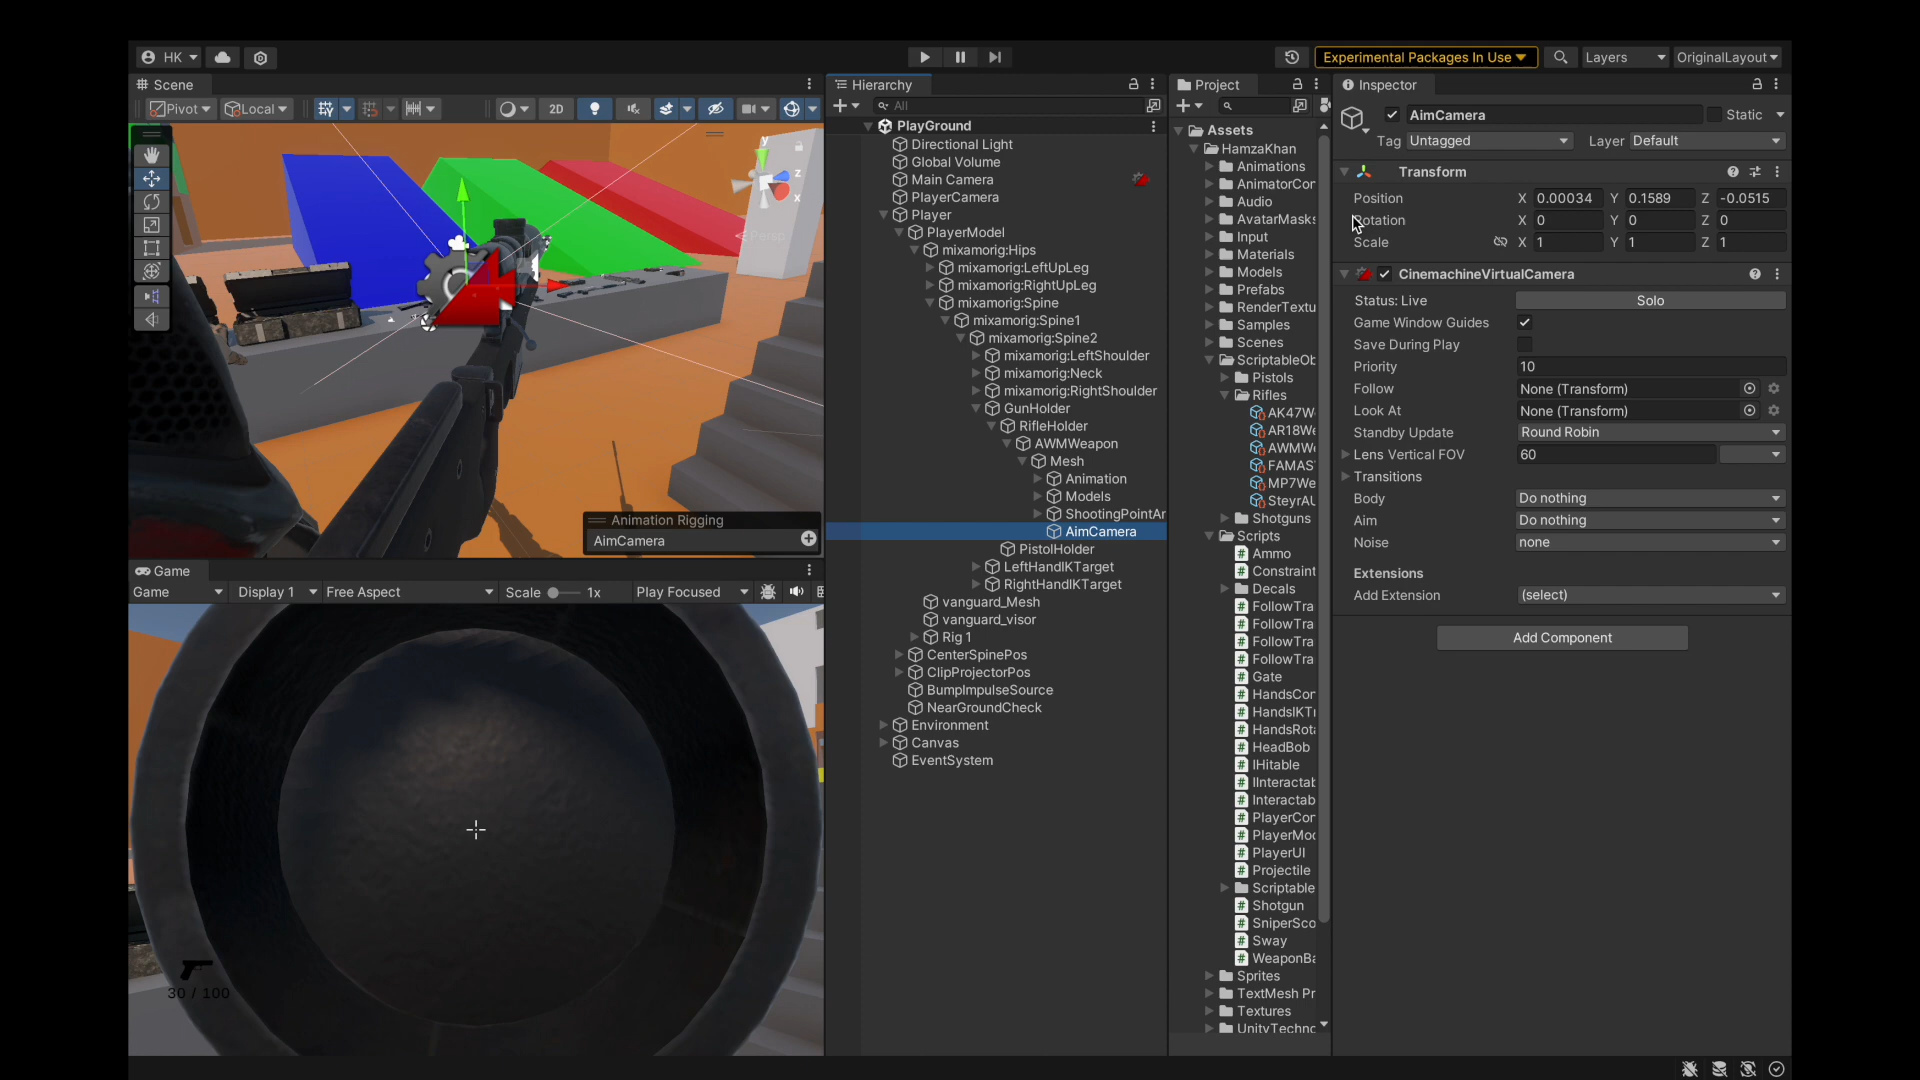 HK
Experimental Packages In Use
Layers
OriginalLayout
Scene
Pivot
Local
2D
y
z
x
Persp
Animation Rigging
AimCamera
Game
Game
Display 1
Free Aspect
Scale
1x
Play Focused
30 / 100
Hierarchy
All
PlayGround
Directional Light
Global Volume
Main Camera
PlayerCamera
Player
PlayerModel
mixamorig:Hips
mixamorig:LeftUpLeg
mixamorig:RightUpLeg
mixamorig:Spine
mixamorig:Spine1
mixamorig:Spine2
mixamorig:LeftShoulder
mixamorig:Neck
mixamorig:RightShoulder
GunHolder
RifleHolder
AWMWeapon
Mesh
Animation
Models
ShootingPointAr
AimCamera
PistolHolder
LeftHandIKTarget
RightHandIKTarget
vanguard_Mesh
vanguard_visor
Rig 1
CenterSpinePos
ClipProjectorPos
BumpImpulseSource
NearGroundCheck
Environment
Canvas
EventSystem
Project
Assets
HamzaKhan
Animations
AnimatorCor
Audio
AvatarMasks
Input
Materials
Models
Prefabs
RenderTextu
Samples
Scenes
ScriptableOb
Pistols
Rifles
AK47W
AR18We
AWMWe
FAMAS
MP7We
SteyrAU
Shotguns
Scripts
Ammo
Constraint
Decals
FollowTra
FollowTra
FollowTra
FollowTra
Gate
HandsCor
HandsIKTr
HandsRota
HeadBob
IHitable
IInteractab
Interactab
PlayerCor
PlayerMoc
PlayerUI
Projectile
Scriptable
Shotgun
SniperSco
Sway
WeaponBa
Sprites
TextMesh Pr
Textures
UnityTechno
Inspector
AimCamera
Static
Tag Untagged Layer Default
Transform
Position X 0.00034 Y 0.1589 Z -0.0515
Rotation X 0 Y 0 Z 0
Scale X 1 Y 1 Z 1
CinemachineVirtualCamera
Status: Live Solo
Game Window Guides
Save During Play
Priority 10
Follow None (Transform)
Look At None (Transform)
Standby Update Round Robin
Lens Vertical FOV 60
Transitions
Body Do nothing
Aim Do nothing
Noise none
Extensions
Add Extension (select)
Add Component